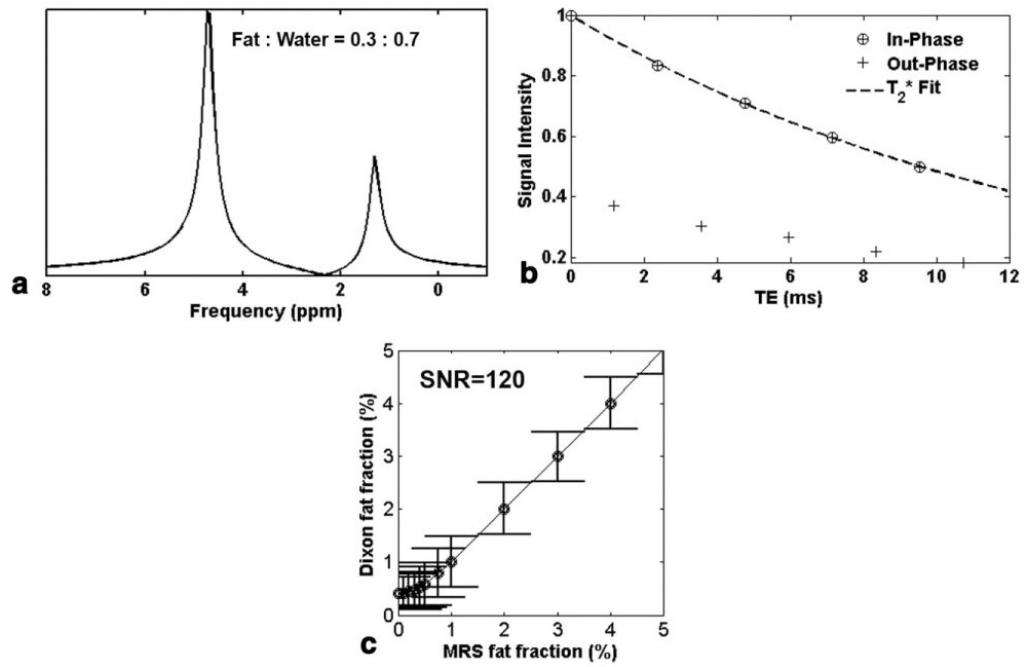 Fat : Water = 0.3 : 0.7
8 6 4 2 0
Frequency (ppm)
a
1
0.8
0.6
0.4
0.2
Signal Intensity
In-Phase
Out-Phase
T2* Fit
0 2 4 6 8 10 12
TE (ms)
b
SNR=120
5
4
3
2
1
0
Dixon fat fraction (%)
0 1 2 3 4 5
MRS fat fraction (%)
c